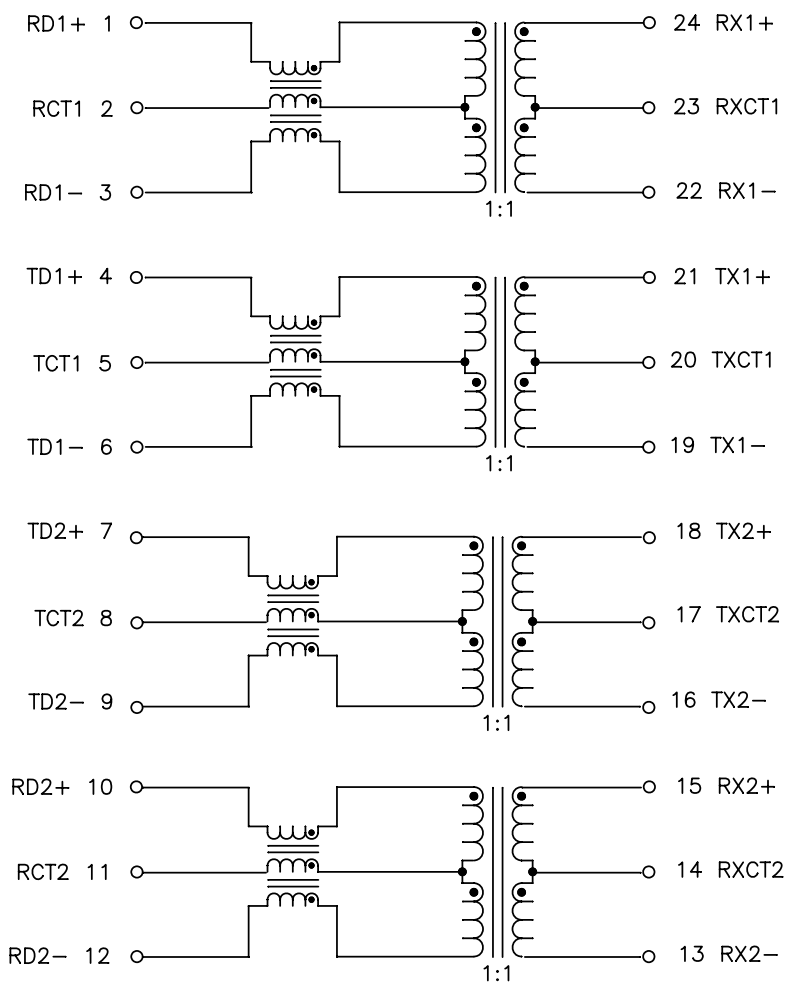 RD1+ 1 24 RX1+
RCT1 2 23 RXCT1
RD1− 3 22 RX1−
1:1
TD1+ 4 21 TX1+
TCT1 5 20 TXCT1
TD1− 6 19 TX1−
1:1
TD2+ 7 18 TX2+
TCT2 8 17 TXCT2
TD2− 9 16 TX2−
1:1
RD2+ 10 15 RX2+
RCT2 11 14 RXCT2
RD2− 12 13 RX2−
1:1